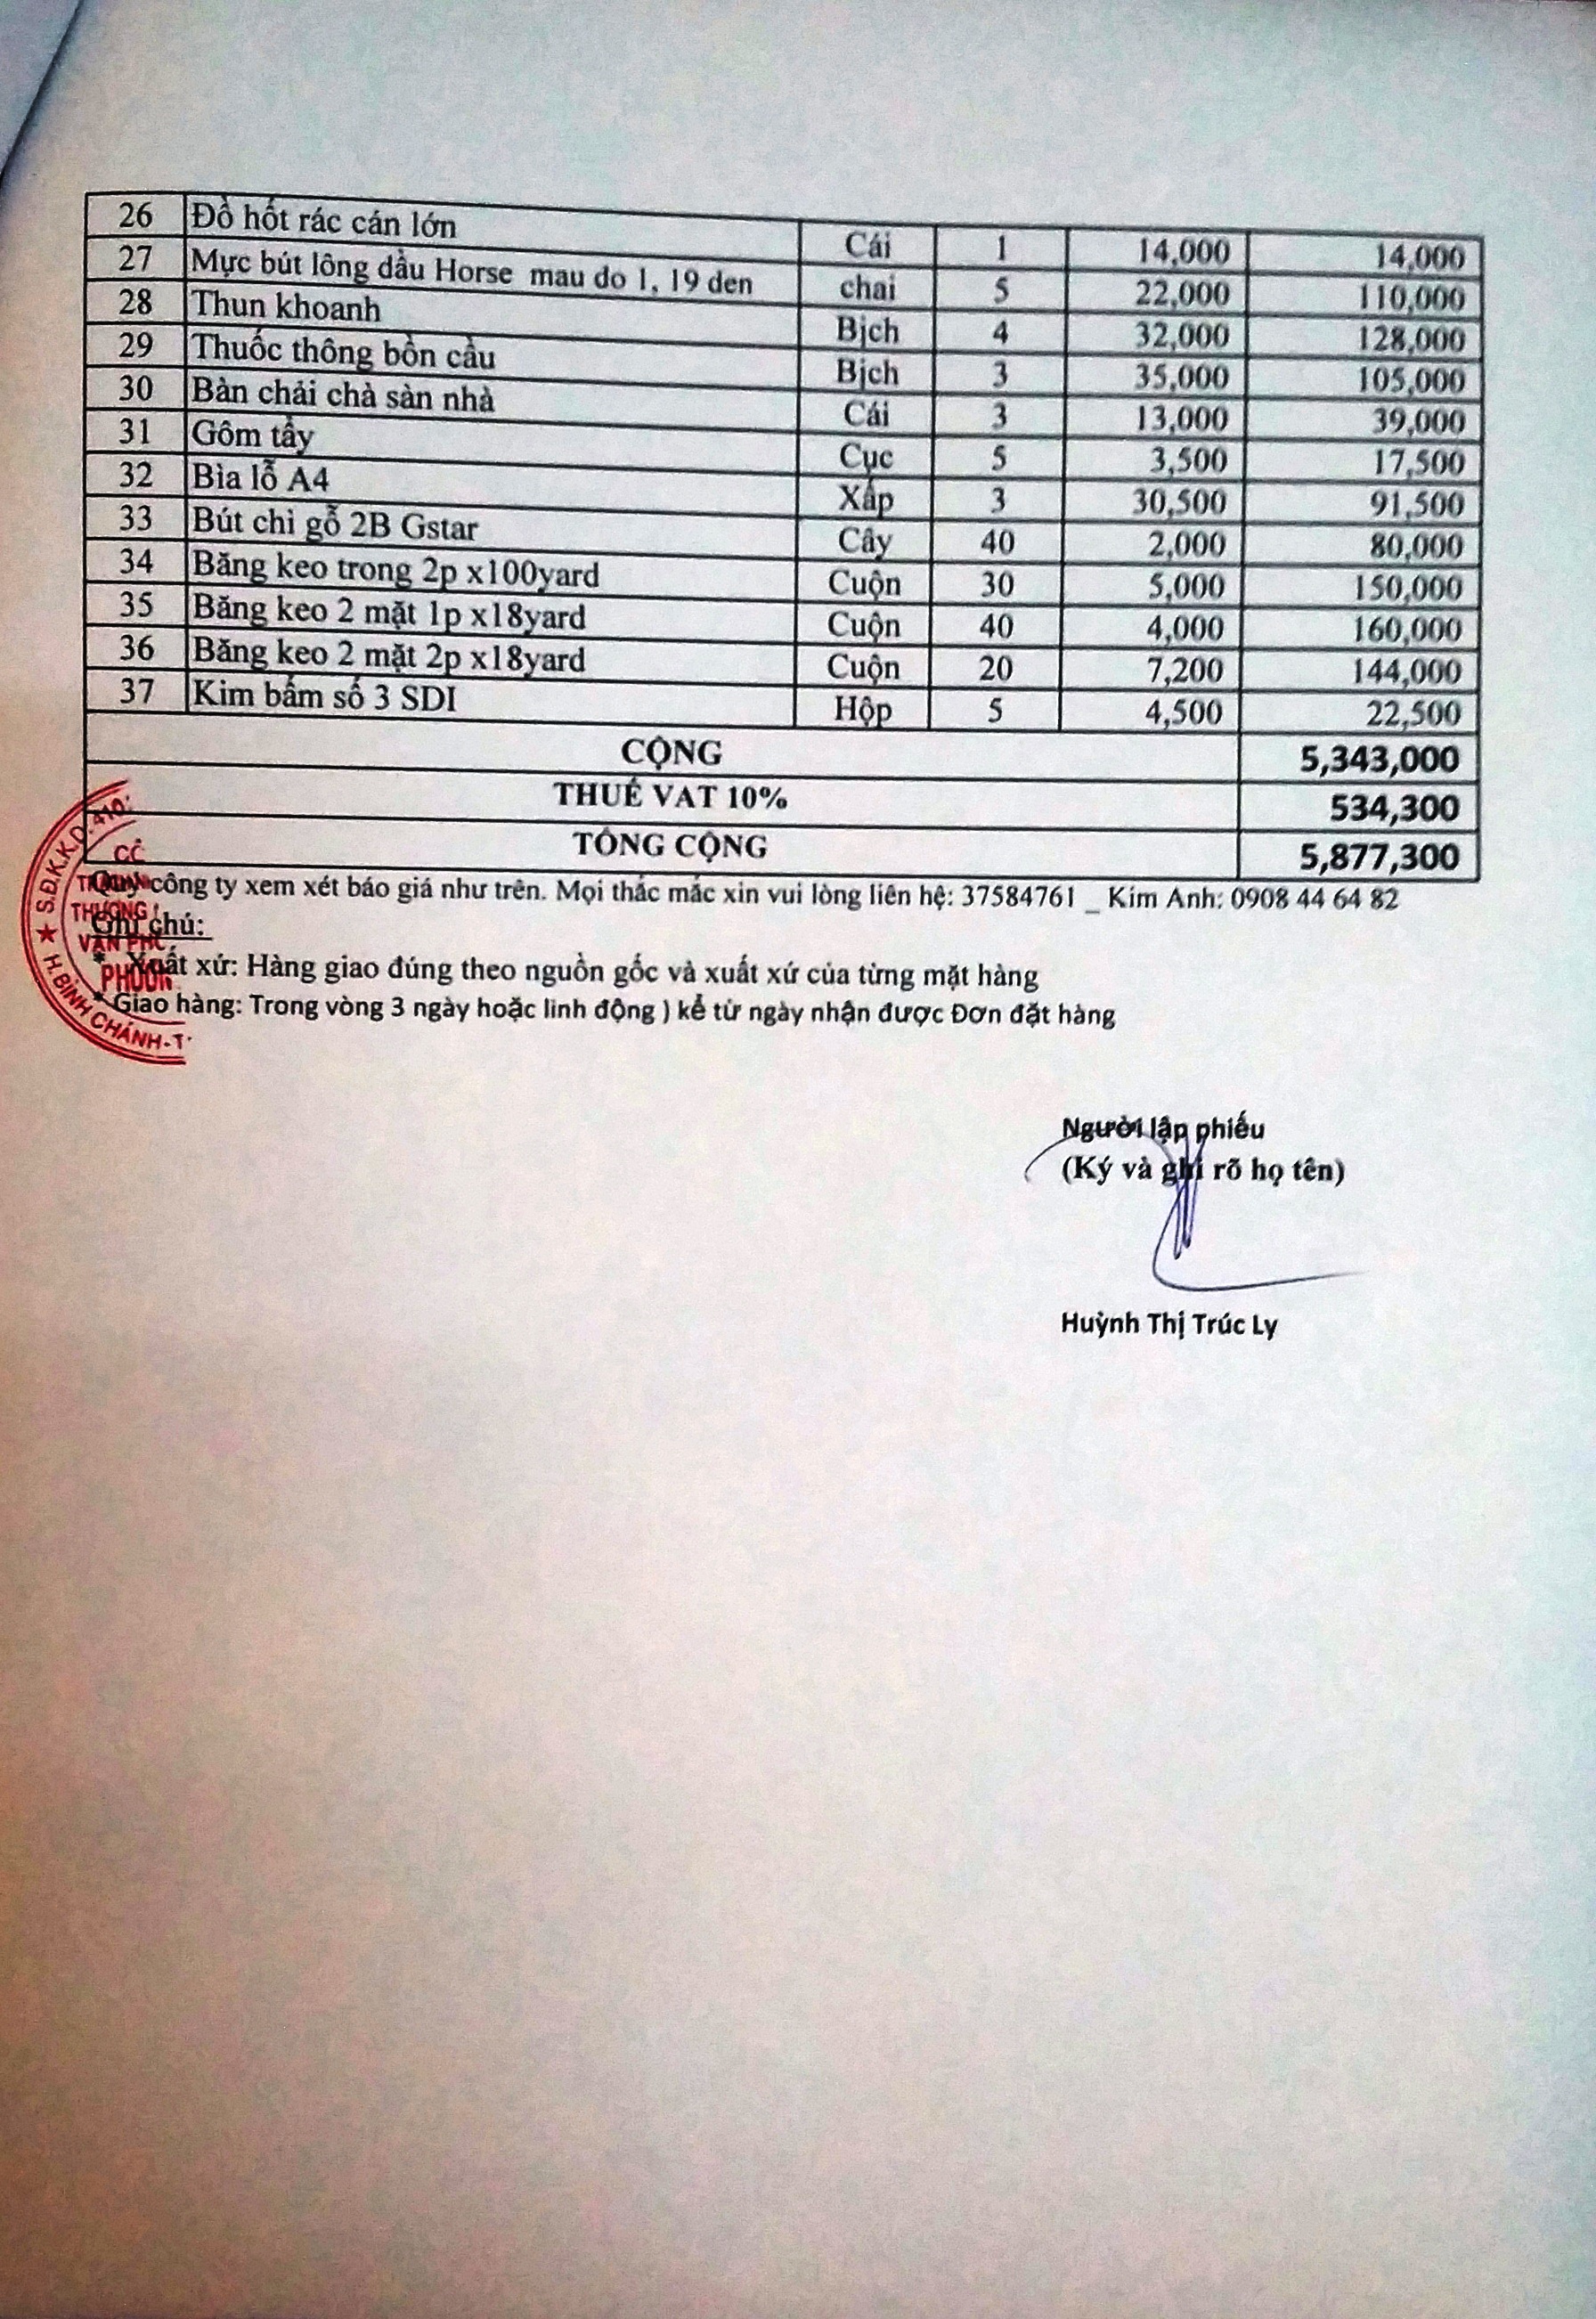 26 Đồ hốt rác cán lớn Cái 1 14,000 14,000
27 Mực bút lông dầu Horse mau do 1, 19 den chai 5 22,000 110,000
28 Thun khoanh Bịch 4 32,000 128,000
29 Thuốc thông bồn cầu Bịch 3 35,000 105,000
30 Bàn chải chà sàn nhà Cái 3 13,000 39,000
31 Gôm tẩy Cục 5 3,500 17,500
32 Bìa lỗ A4 Xấp 3 30,500 91,500
33 Bút chì gỗ 2B Gstar Cây 40 2,000 80,000
34 Băng keo trong 2p x100yard Cuộn 30 5,000 150,000
35 Băng keo 2 mặt 1p x18yard Cuộn 40 4,000 160,000
36 Băng keo 2 mặt 2p x18yard Cuộn 20 7,200 144,000
37 Kim bấm số 3 SDI Hộp 5 4,500 22,500
CỘNG 5,343,000
THUẾ VAT 10% 534,300
TỔNG CỘNG 5,877,300
Quý công ty xem xét báo giá như trên. Mọi thắc mắc xin vui lòng liên hệ: 37584761 _ Kim Anh: 0908 44 64 82
Ghi chú:
* Xuất xứ: Hàng giao đúng theo nguồn gốc và xuất xứ của từng mặt hàng
* Giao hàng: Trong vòng 3 ngày hoặc linh động ) kể từ ngày nhận được Đơn đặt hàng
S.Đ.K.K.D: 410
CÔ
THƯƠNG
VĂN PHÒ
PHƯƠN
H. BÌNH CHÁNH - T.
Người lập phiếu
(Ký và ghi rõ họ tên)
Huỳnh Thị Trúc Ly